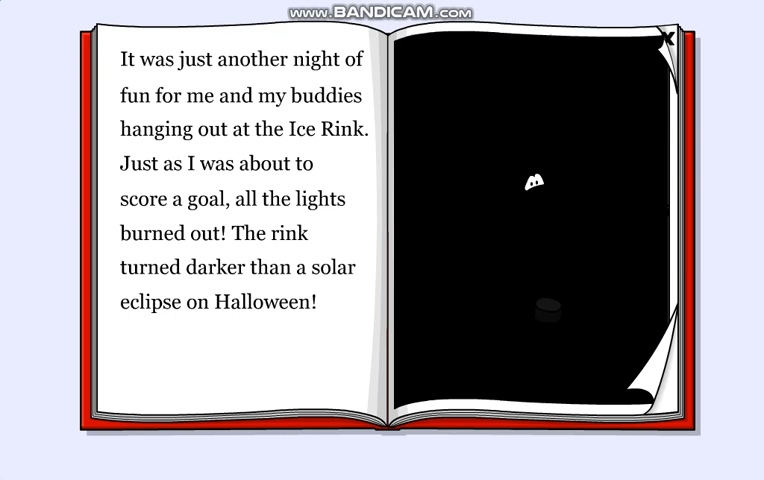 www.BANDICAM.com
It was just another night of
fun for me and my buddies
hanging out at the Ice Rink.
Just as I was about to
score a goal, all the lights
burned out! The rink
turned darker than a solar
eclipse on Halloween!
X